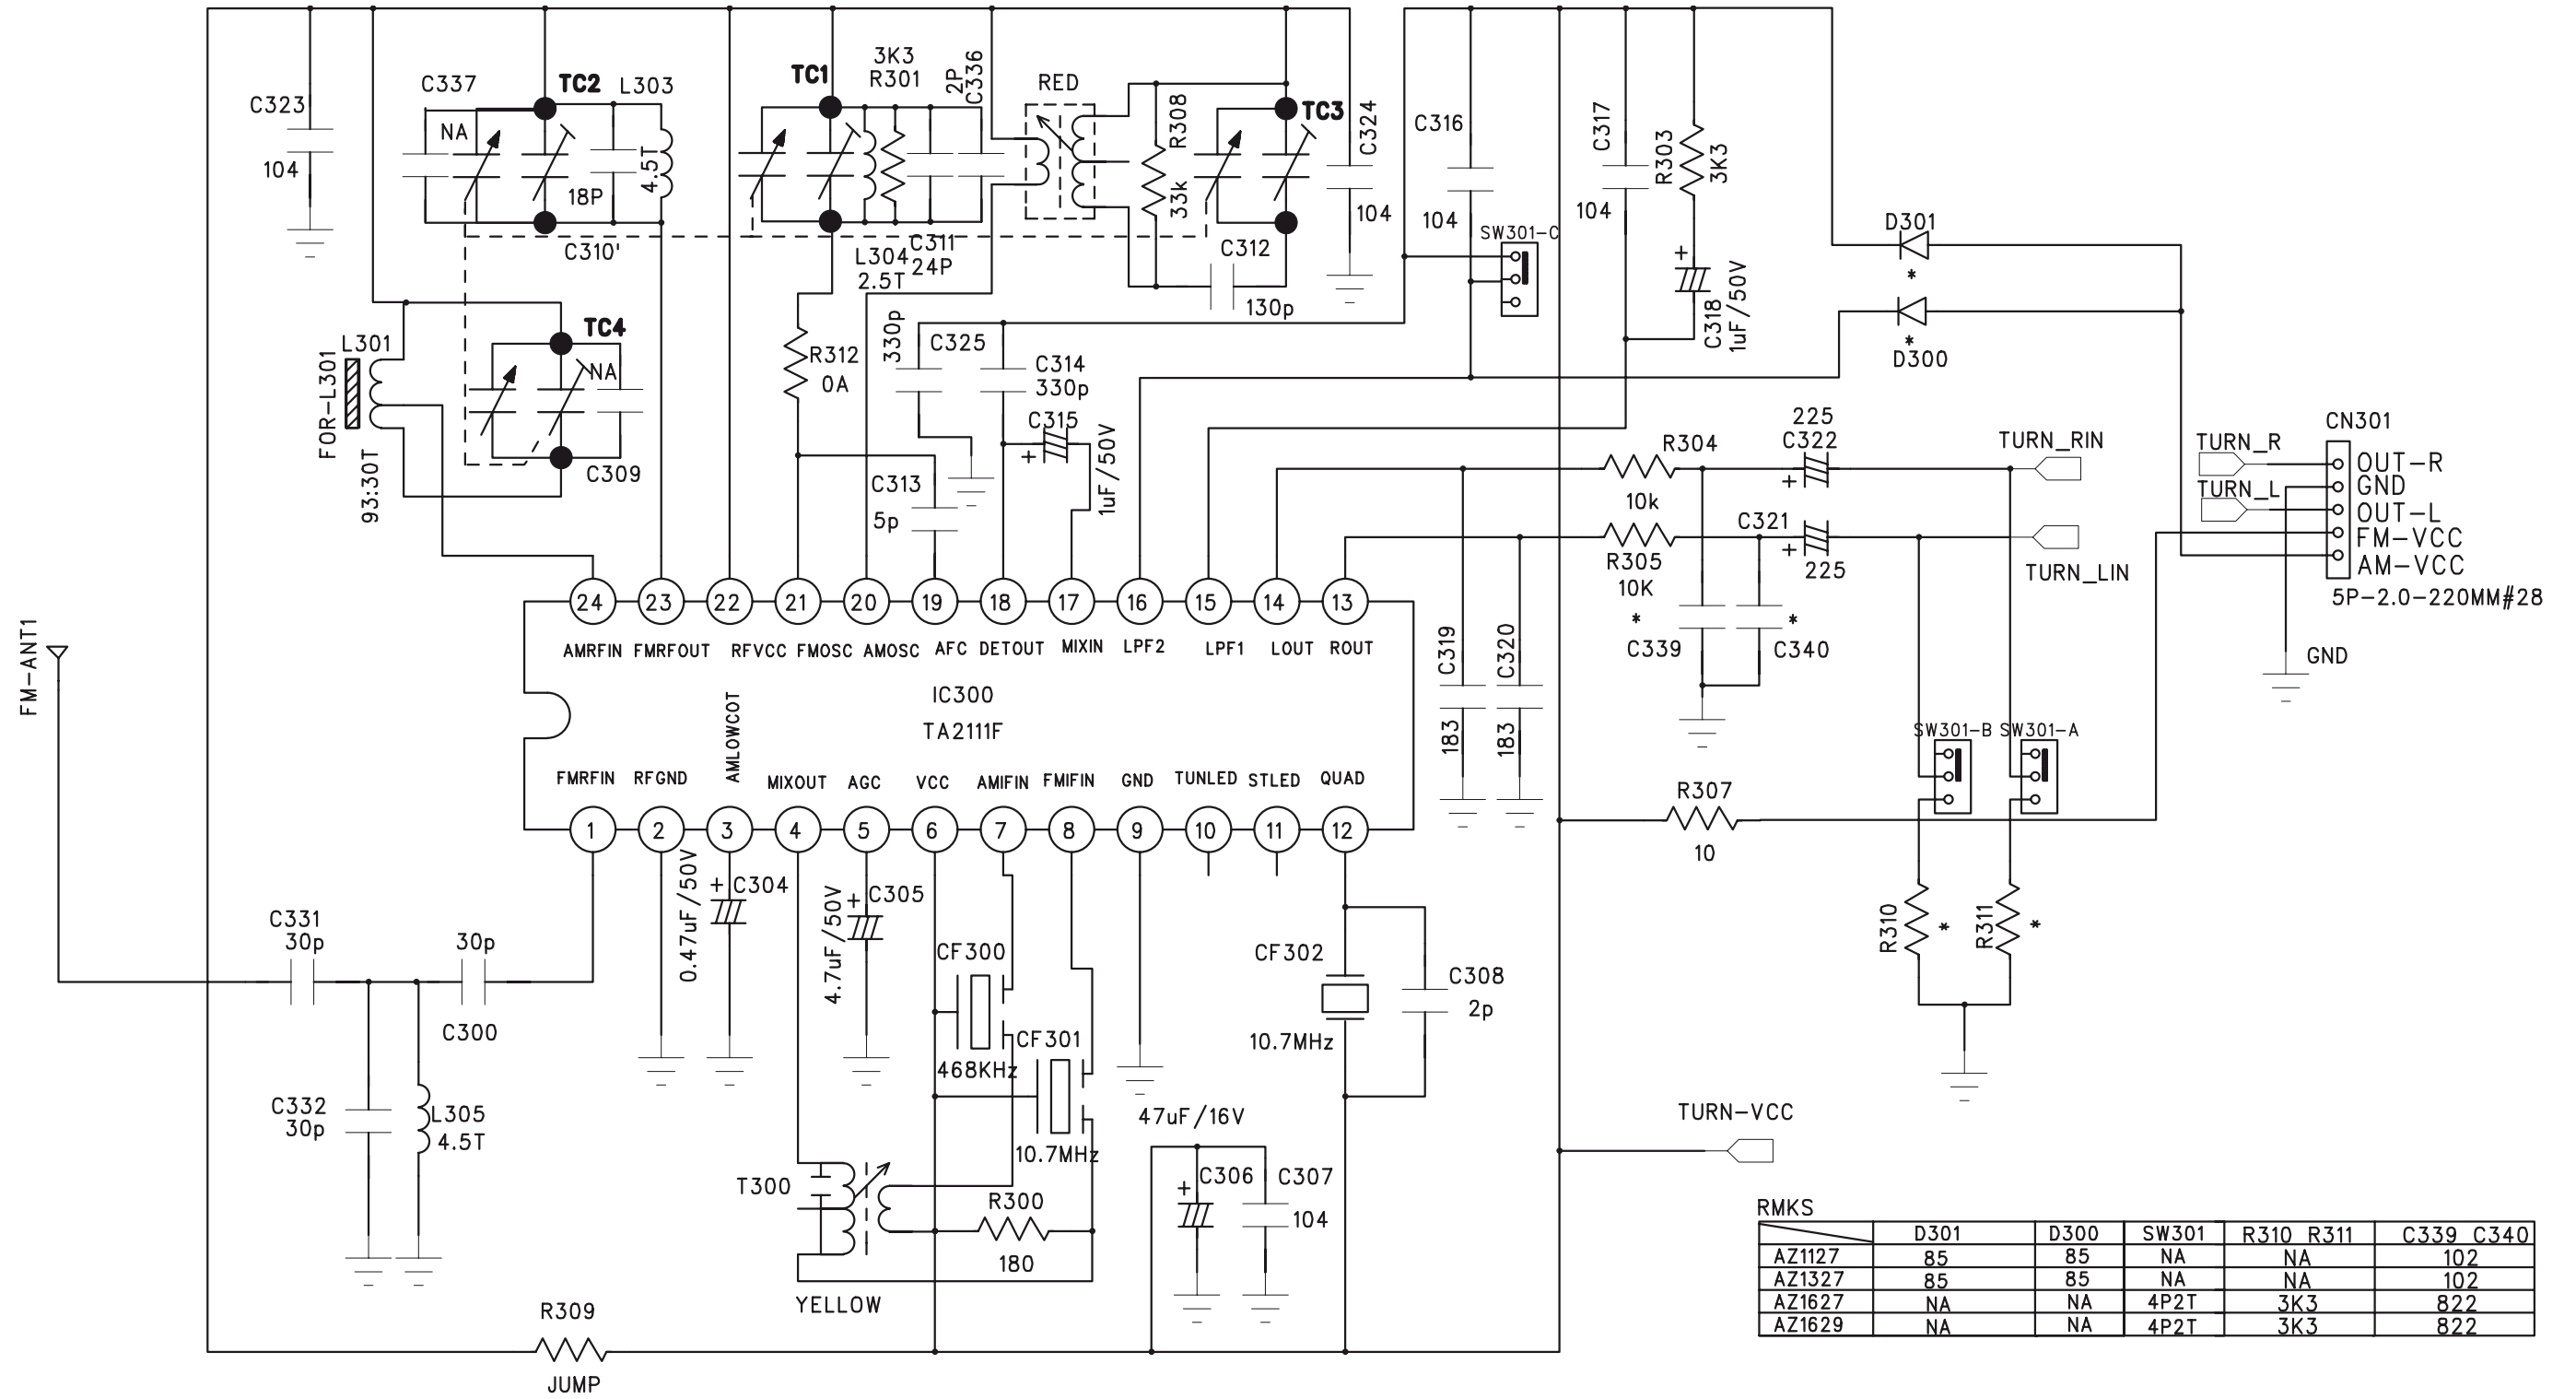 C337
TC2
L303
C323
NA
104
18P
4.5T
C310'
TC1
3K3
R301
2P
C336
RED
R308
33k
TC3
C324
104
C316
104
SW301-C
C317
104
R303
3K3
C318
1uF/50V
D301
*
*
D300
L304
2.5T
C311
24P
C312
130p
L301
FOR-L301
93:30T
TC4
NA
C309
R312
0A
330p
C325
C314
330p
C315
1uF/50V
C313
5p
225
C322
R304
10k
TURN_RIN
C321
225
R305
10K
TURN_LIN
TURN_R
TURN_L
CN301
OUT-R
GND
OUT-L
FM-VCC
AM-VCC
5P-2.0-220MM#28
GND
*
C339
*
C340
C319
183
C320
183
24 23 22 21 20 19 18 17 16 15 14 13
AMRFIN FMRFOUT RFVCC FMOSC AMOSC AFC DETOUT MIXIN LPF2 LPF1 LOUT ROUT
IC300
TA2111F
FMRFIN RFGND AMLOWCOT MIXOUT AGC VCC AMIFIN FMIFIN GND TUNLED STLED QUAD
1 2 3 4 5 6 7 8 9 10 11 12
FM-ANT1
SW301-B SW301-A
R307
10
R310
*
R311
*
0.47uF/50V
+ C304
4.7uF/50V
+ C305
C331
30p
30p
C300
C332
30p
L305
4.5T
CF300
468KHz
CF301
10.7MHz
CF302
10.7MHz
C308
2p
47uF/16V
+
C306
C307
104
T300
YELLOW
R300
180
R309
JUMP
TURN-VCC
RMKS
D301 D300 SW301 R310 R311 C339 C340
AZ1127 85 85 NA NA 102
AZ1327 85 85 NA NA 102
AZ1627 NA NA 4P2T 3K3 822
AZ1629 NA NA 4P2T 3K3 822